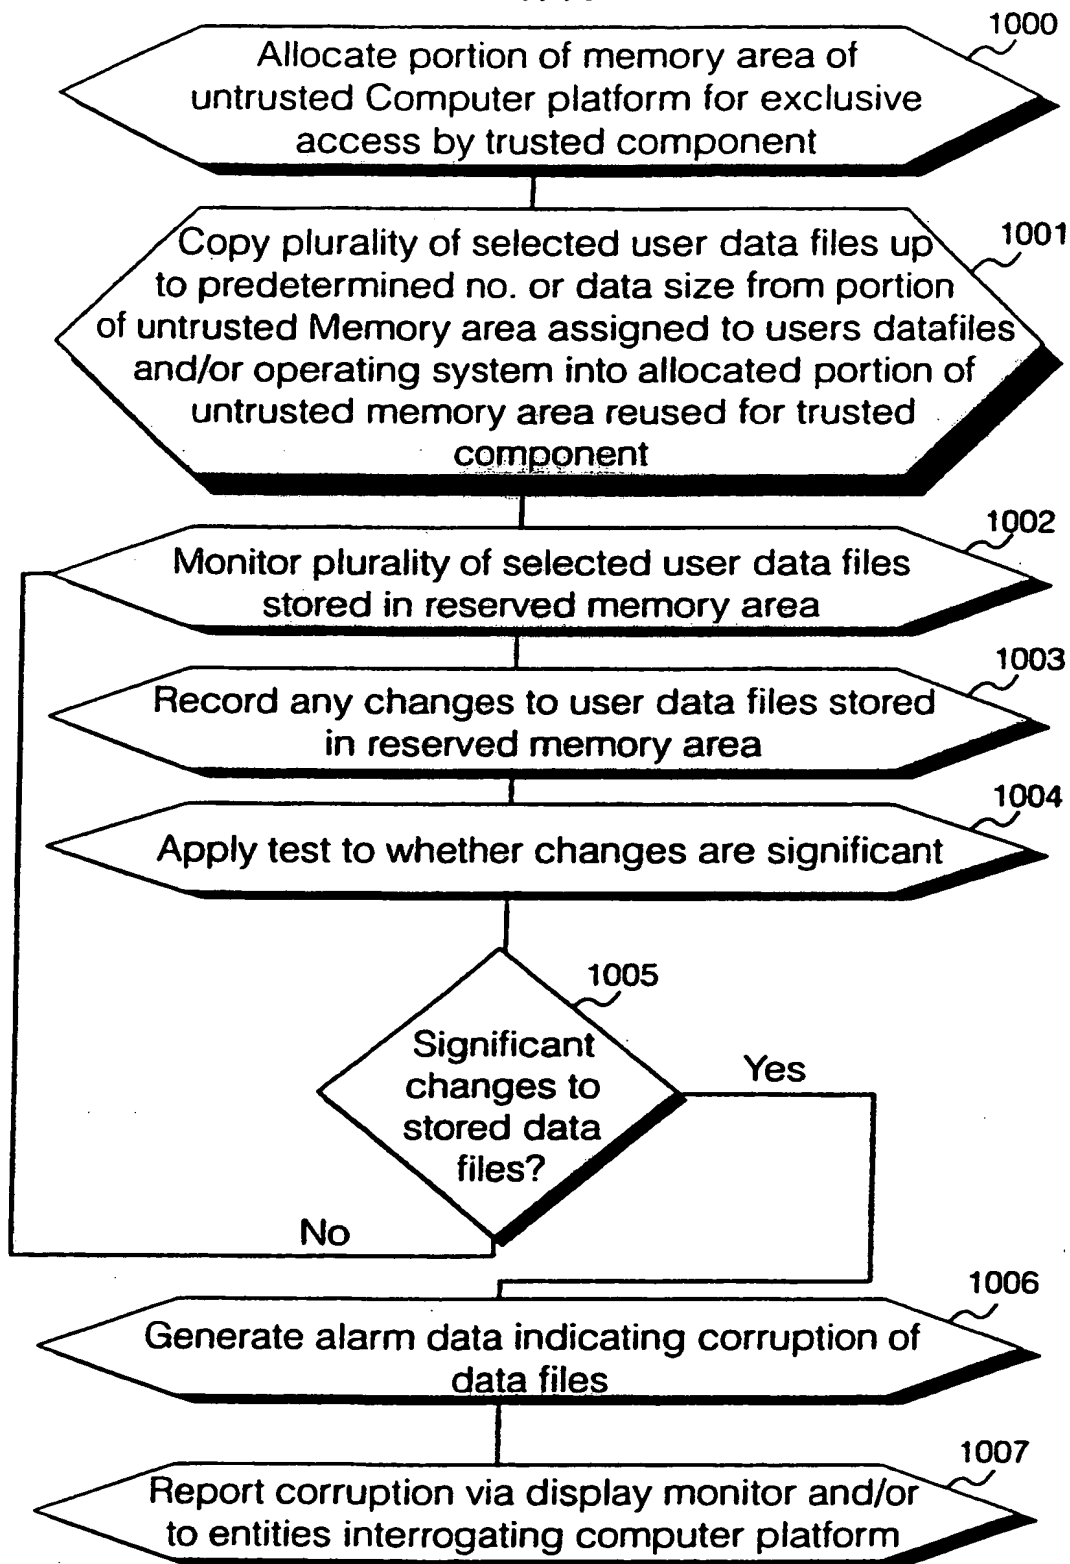 1000
Allocate portion of memory area of
untrusted Computer platform for exclusive
access by trusted component
1001
Copy plurality of selected user data files up
to predetermined no. or data size from portion
of untrusted Memory area assigned to users datafiles
and/or operating system into allocated portion of
untrusted memory area reused for trusted
component
1002
Monitor plurality of selected user data files
stored in reserved memory area
1003
Record any changes to user data files stored
in reserved memory area
1004
Apply test to whether changes are significant
1005
Significant
changes to
stored data
files?
Yes
No
1006
Generate alarm data indicating corruption of
data files
1007
Report corruption via display monitor and/or
to entities interrogating computer platform